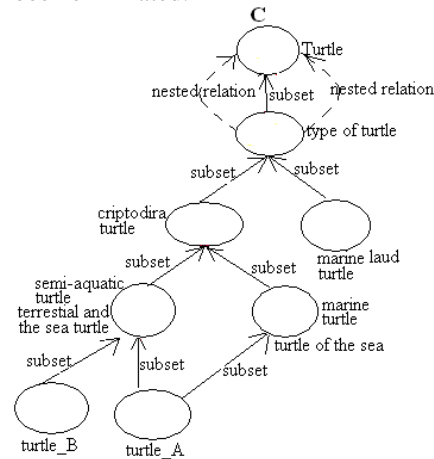 C
Turtle
nested relation
subset
nested relation
type of turtle
subset
subset
criptodira
turtle
marine laud
turtle
subset
subset
semi-aquatic
turtle
terrestial and
the sea turtle
marine
turtle
turtle of the sea
subset
subset
subset
turtle_B
turtle_A